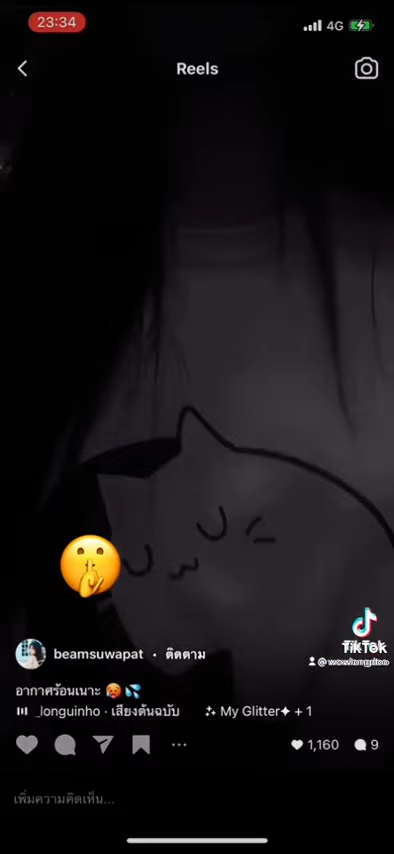 23:34
4G
Reels
TikTok
@wowlongdoo
beamsuwapat · ติดตาม
อากาศร้อนเนาะ 🥵💦
_longuinho · เสียงต้นฉบับ
My Glitter✦ + 1
1,160
9
เพิ่มความคิดเห็น...